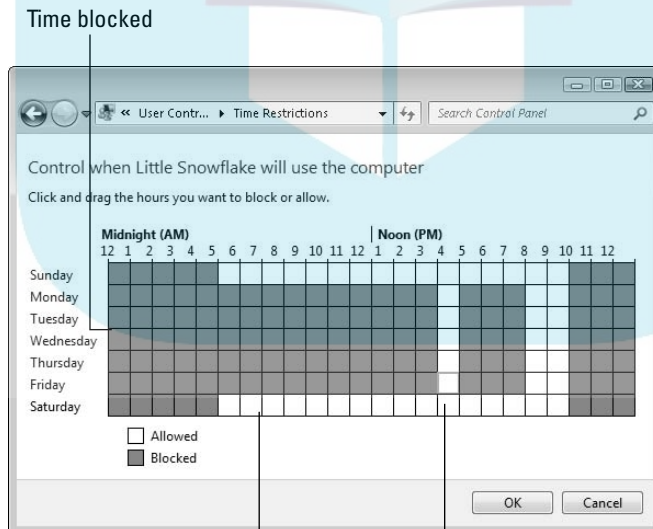 Time blocked
« User Contr... ▸ Time Restrictions
Search Control Panel
Control when Little Snowflake will use the computer
Click and drag the hours you want to block or allow.
Midnight (AM) Noon (PM)
12 1 2 3 4 5 6 7 8 9 10 11 12 1 2 3 4 5 6 7 8 9 10 11 12
Sunday
Monday
Tuesday
Wednesday
Thursday
Friday
Saturday
Allowed
Blocked
OK Cancel